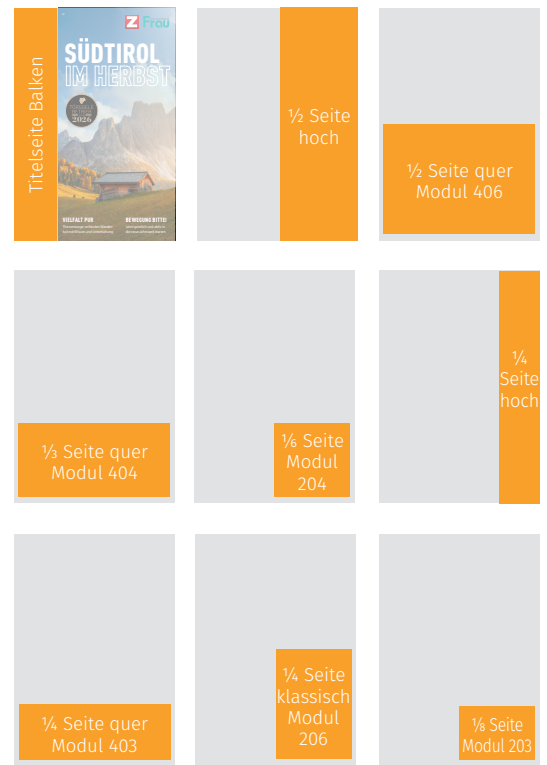 Titelseite Balken
Z Frau
SÜDTIROL
IM HERBST
2026
VIELFALT PUR
BEWEGUNG BITTE!
½ Seite
hoch
½ Seite quer
Modul 406
⅓ Seite quer
Modul 404
⅙ Seite
Modul
204
¼
Seite
hoch
¼ Seite quer
Modul 403
¼ Seite
klassisch
Modul
206
⅛ Seite
Modul 203